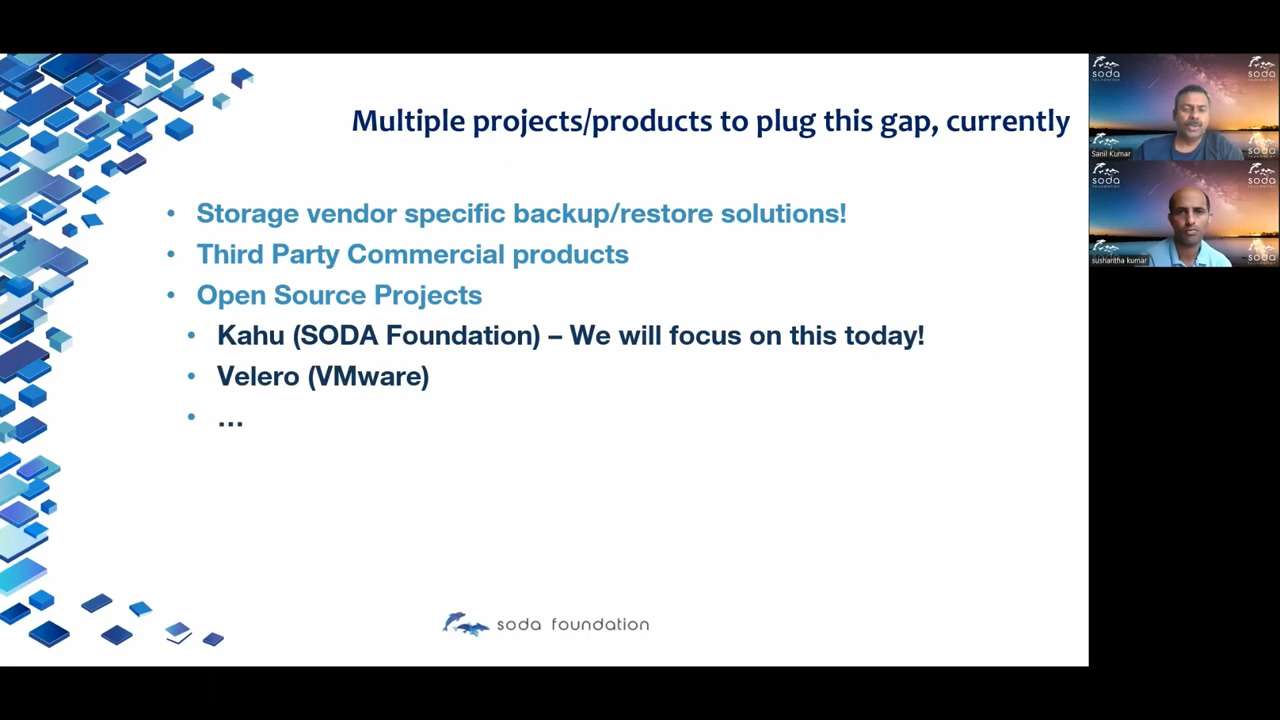 Multiple projects/products to plug this gap, currently
• Storage vendor specific backup/restore solutions!
• Third Party Commercial products
• Open Source Projects
• Kahu (SODA Foundation) – We will focus on this today!
• Velero (VMware)
• ...
soda foundation
soda
Sanil Kumar
soda
sushantha kumar